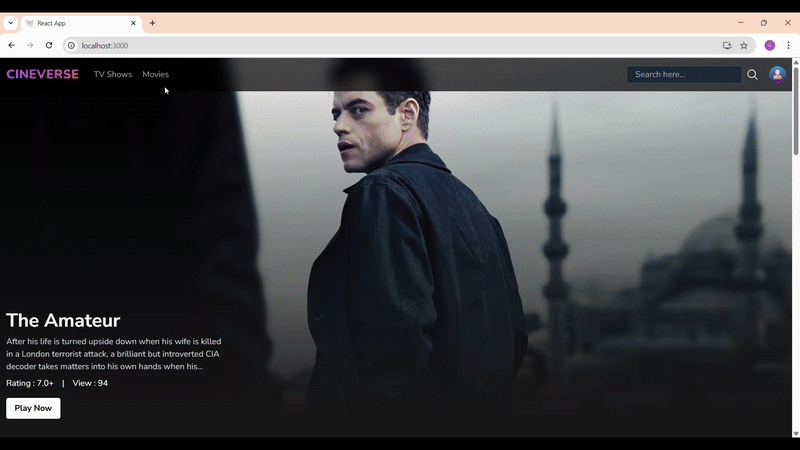 React App
localhost:3000
CINEVERSE TV Shows Movies Search here...
The Amateur
After his life is turned upside down when his wife is killed
in a London terrorist attack, a brilliant but introverted CIA
decoder takes matters into his own hands when his...
Rating : 7.0+ | View : 94
Play Now